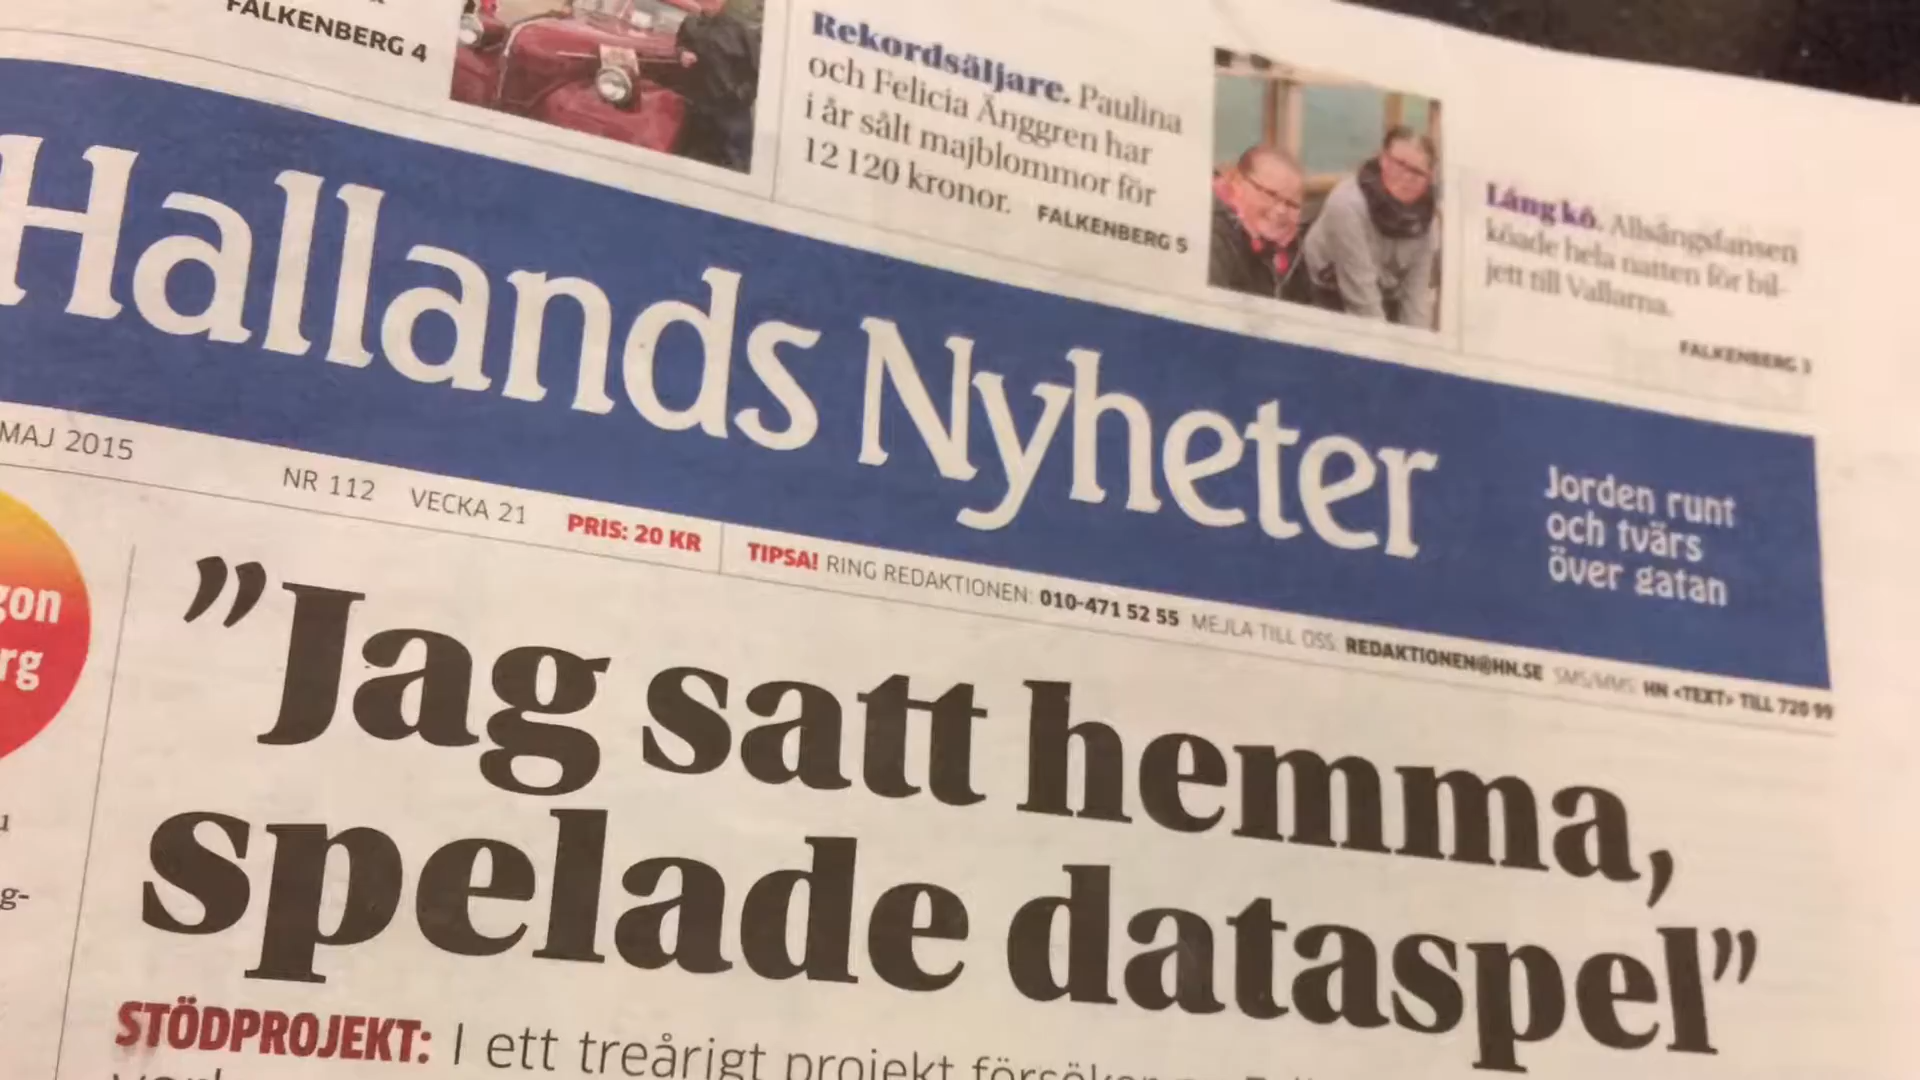 FALKENBERG 4
Rekordsäljare. Paulina
och Felicia Änggren har
i år sålt majblommor för
12 120 kronor. FALKENBERG 5
Lång kö. Allsångsfansen
köade hela natten för bil-
jett till Vallarna.
FALKENBERG 3
Hallands Nyheter
Jorden runt
och tvärs
över gatan
MAJ 2015 NR 112 VECKA 21 PRIS: 20 KR TIPSA! RING REDAKTIONEN: 010-471 52 55 MEJLA TILL OSS: REDAKTIONEN@HN.SE SMS/MMS: HN <TEXT> TILL 720 99
gon
rg
g-
”Jag satt hemma,
spelade dataspel”
STÖDPROJEKT: I ett treårigt projekt